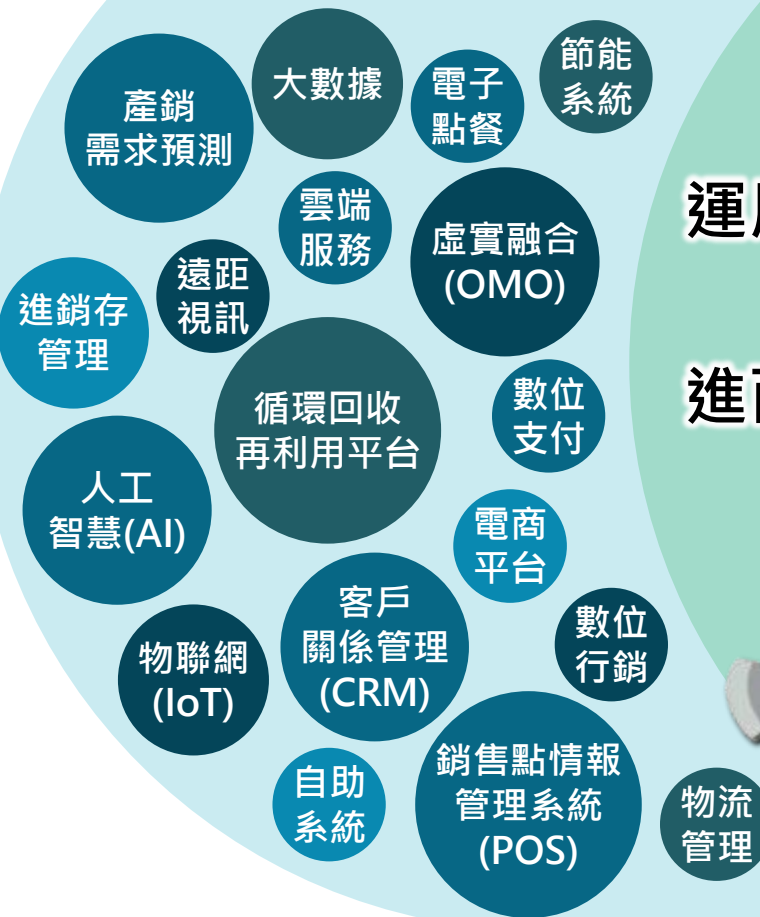 大數據
節能
系統
電子
點餐
產銷
需求預測
雲端
服務
虛實融合
(OMO)
遠距
視訊
進銷存
管理
循環回收
再利用平台
數位
支付
人工
智慧(AI)
電商
平台
客戶
關係管理
(CRM)
數位
行銷
物聯網
(IoT)
自助
系統
銷售點情報
管理系統
(POS)
物流
管理
運
進